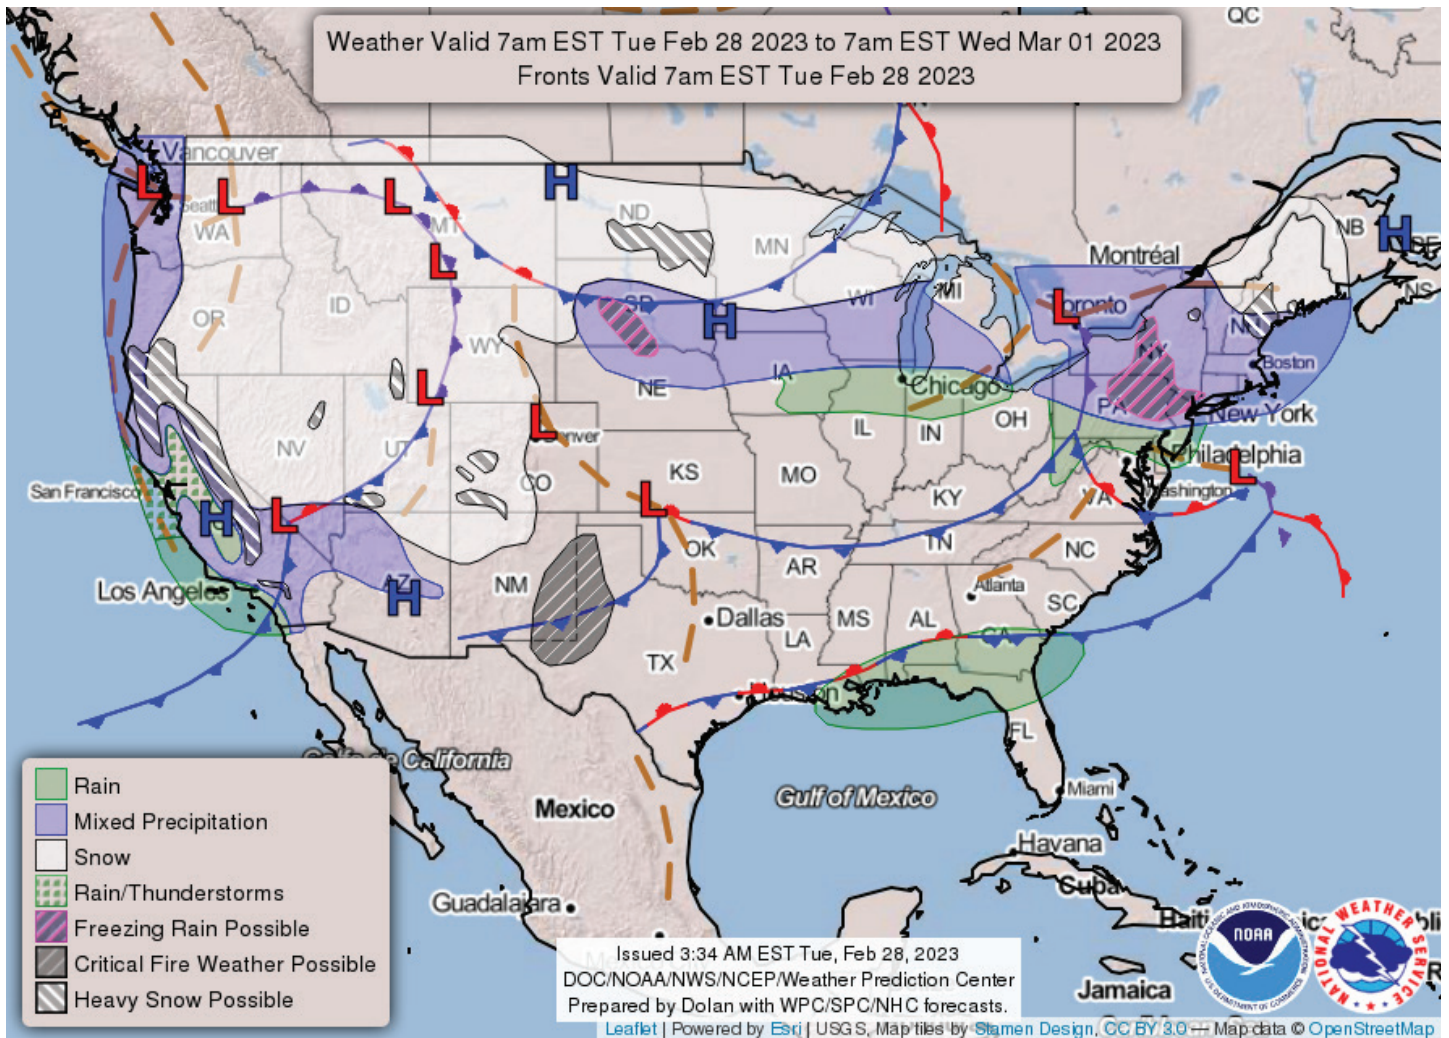 Weather Valid 7am EST Tue Feb 28 2023 to 7am EST Wed Mar 01 2023
Fronts Valid 7am EST Tue Feb 28 2023
QC
Vancouver
H
L
L
L
Seattle
WA
MT
ND
MN
NB
H
NS
L
Montréal
OR
ID
WY
SD
H
WI
MI
L
Toronto
NE
IA
NY
Boston
L
Chicago
PA
New York
L
Denver
NV
UT
CO
KS
MO
IL
IN
OH
Philadelphia
L
San Francisco
H
L
L
KY
VA
Washington
OK
AR
TN
NC
Los Angeles
AZ
H
NM
Atlanta
SC
Dallas
MS
AL
GA
LA
TX
Houston
FL
Golfo de California
Mexico
Gulf of Mexico
Miami
Havana
Cuba
Guadalajara
Jamaica
Rain
Mixed Precipitation
Snow
Rain/Thunderstorms
Freezing Rain Possible
Critical Fire Weather Possible
Heavy Snow Possible
Issued 3:34 AM EST Tue, Feb 28, 2023
DOC/NOAA/NWS/NCEP/Weather Prediction Center
Prepared by Dolan with WPC/SPC/NHC forecasts.
NOAA
NATIONAL WEATHER SERVICE
Leaflet | Powered by Esri | USGS, Map tiles by Stamen Design, CC BY 3.0 — Map data © OpenStreetMap